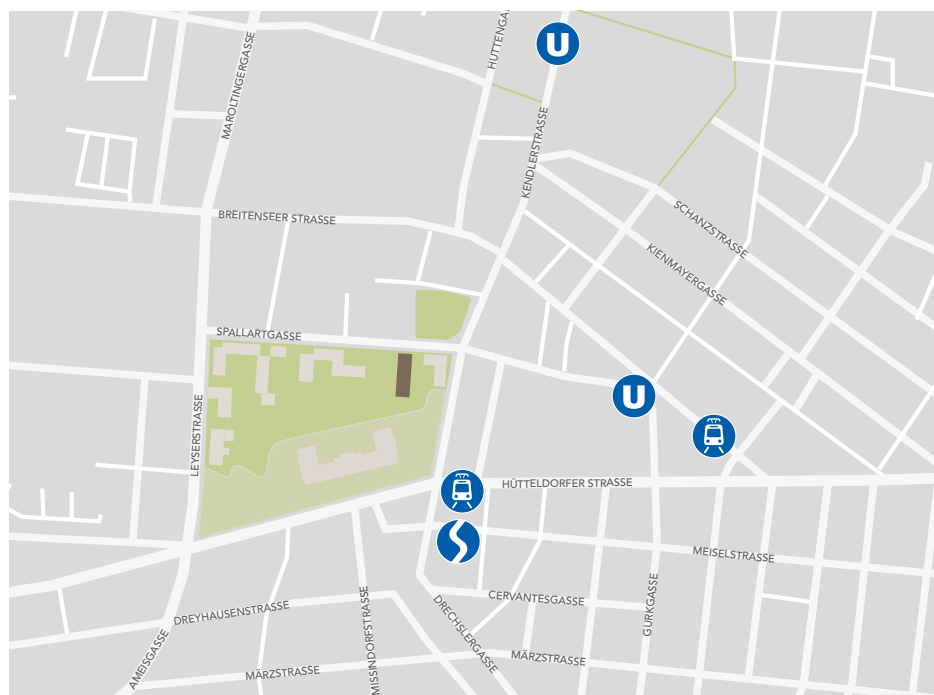 U
HÜTTENGA
MAROLTINGERGASSE
KENDLERSTRASSE
BREITENSEER STRASSE
SCHANZSTRASSE
KIENMAYERGASSE
SPALLARTGASSE
U
LEYSERSTRASSE
HÜTTELDORFER STRASSE
MEISELSTRASSE
CERVANTESGASSE
DREYHAUSENSTRASSE
MISSINDORFSTRASSE
DRECHSLERGASSE
GURKGASSE
AMEISGASSE
MÄRZSTRASSE
MÄRZSTRASSE